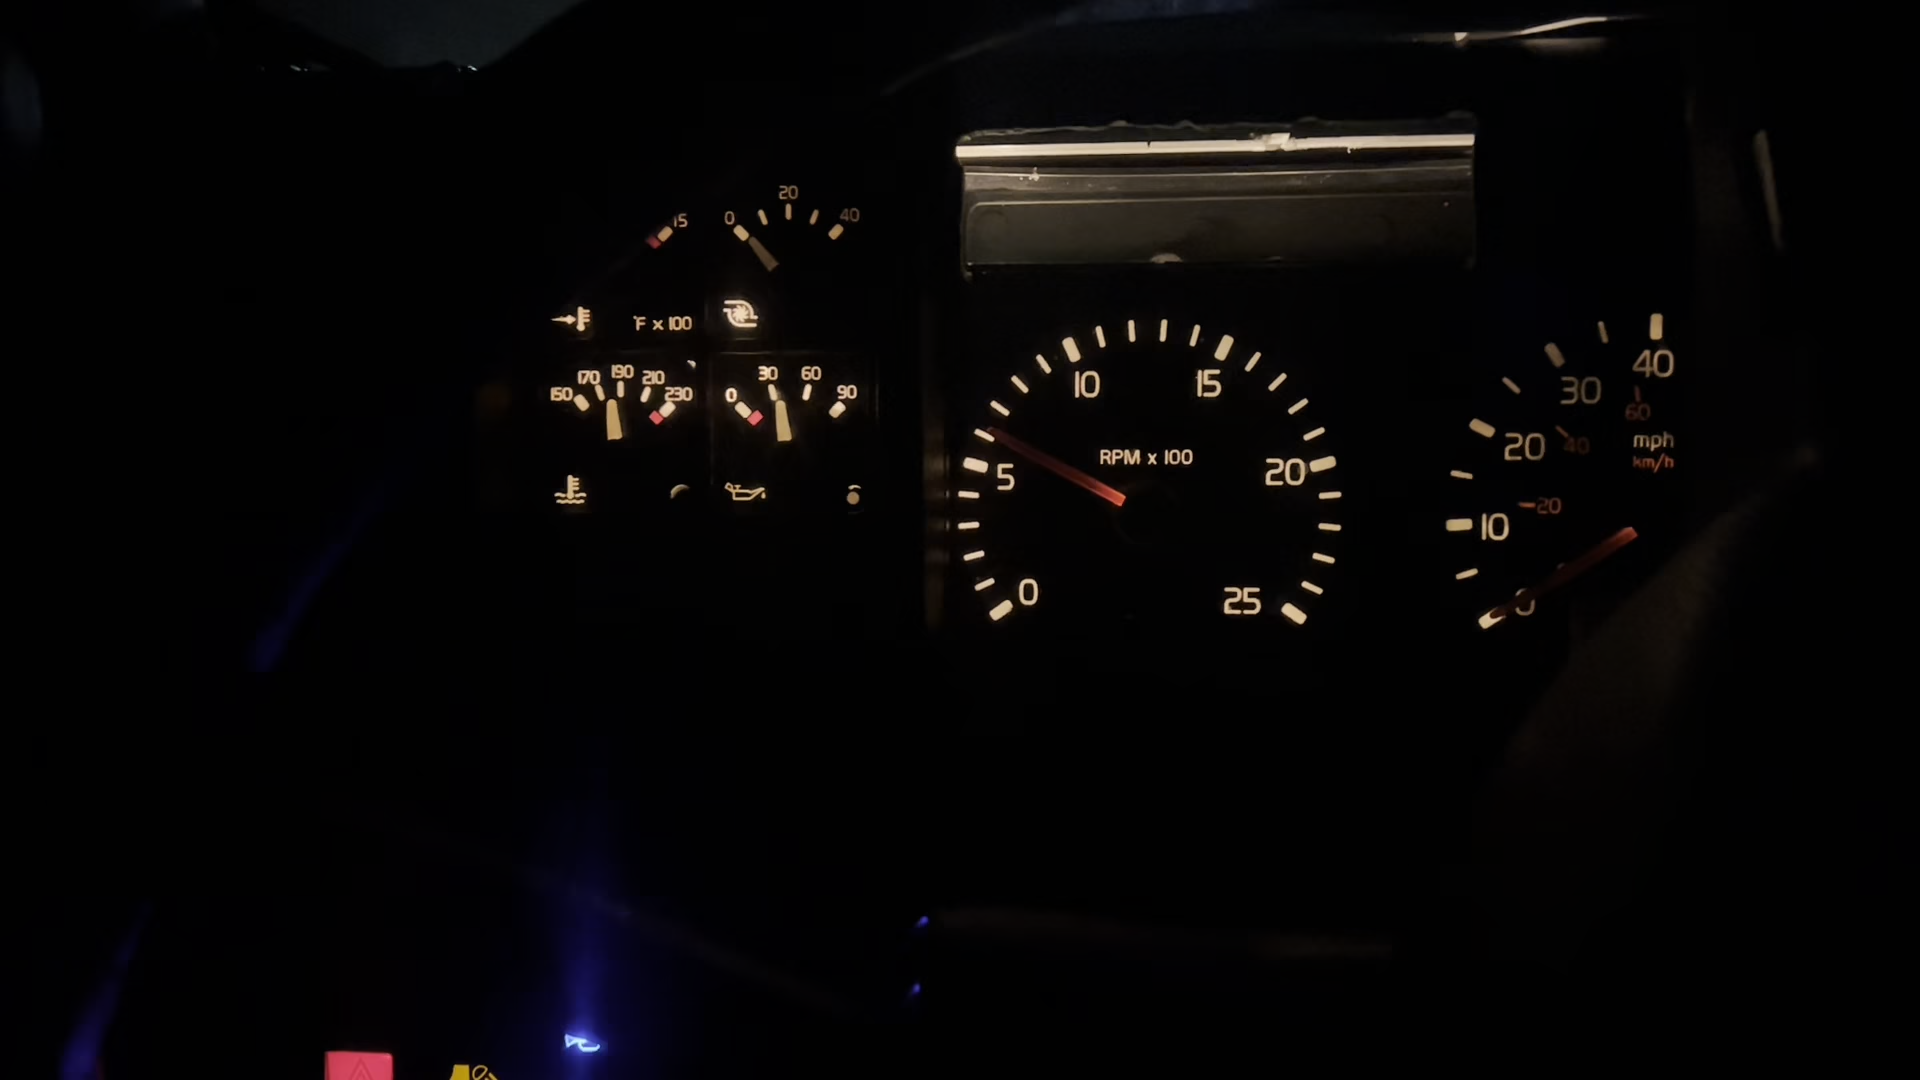 15
0 20 40
°F x 100
150 170 190 210 230
0 30 60 90
0 5 10 15 20 25
RPM x 100
0 10 20 30 40
20 40 60
mph
km/h